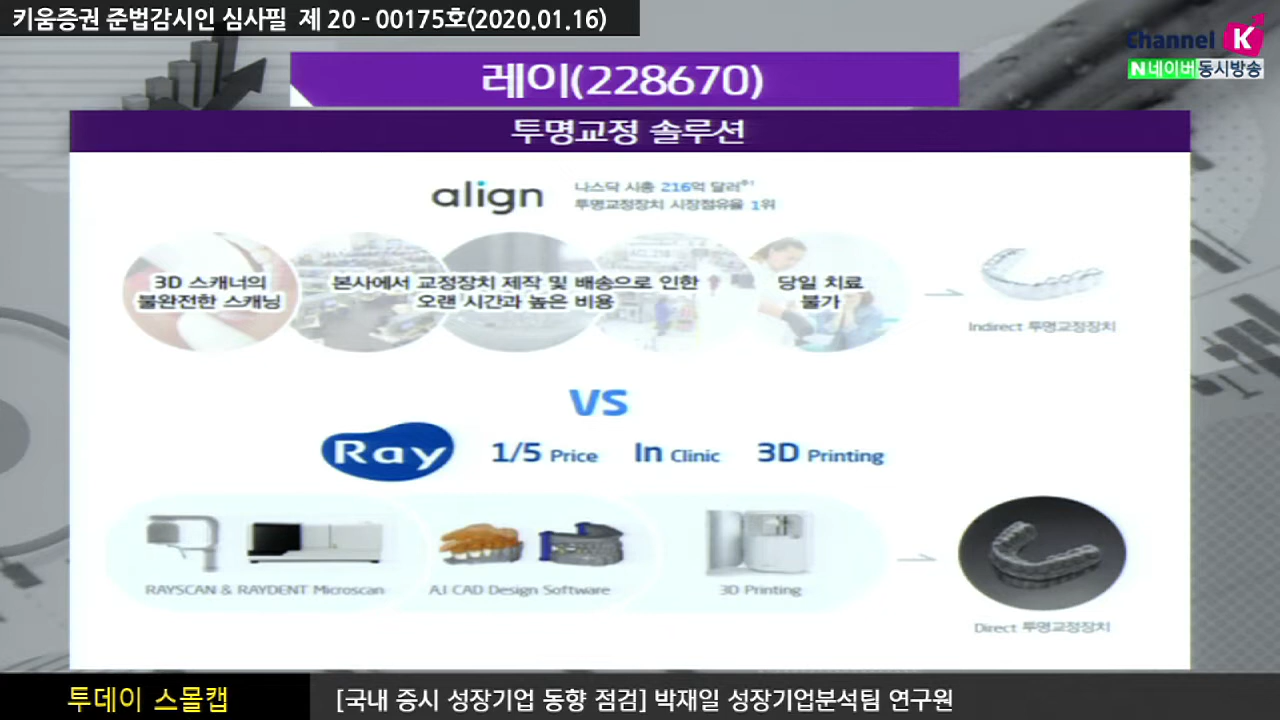 키움증권 준법감시인 심사필 제 20 - 00175호(2020.01.16)
Channel K
N네이버 동시방송
레이(228670)
투명교정 솔루션
align
나스닥 시총 216억 달러
투명교정장치 시장점유율 1위
3D 스캐너의
불완전한 스캐닝
본사에서 교정장치 제작 및 배송으로 인한
오랜 시간과 높은 비용
당일 치료
불가
Indirect 투명교정장치
VS
Ray 1/5 Price In Clinic 3D Printing
RAYSCAN & RAYDENT Microscan
A.I CAD Design Software
3D Printing
Direct 투명교정장치
투데이 스몰캡
[국내 증시 성장기업 동향 점검] 박재일 성장기업분석팀 연구원